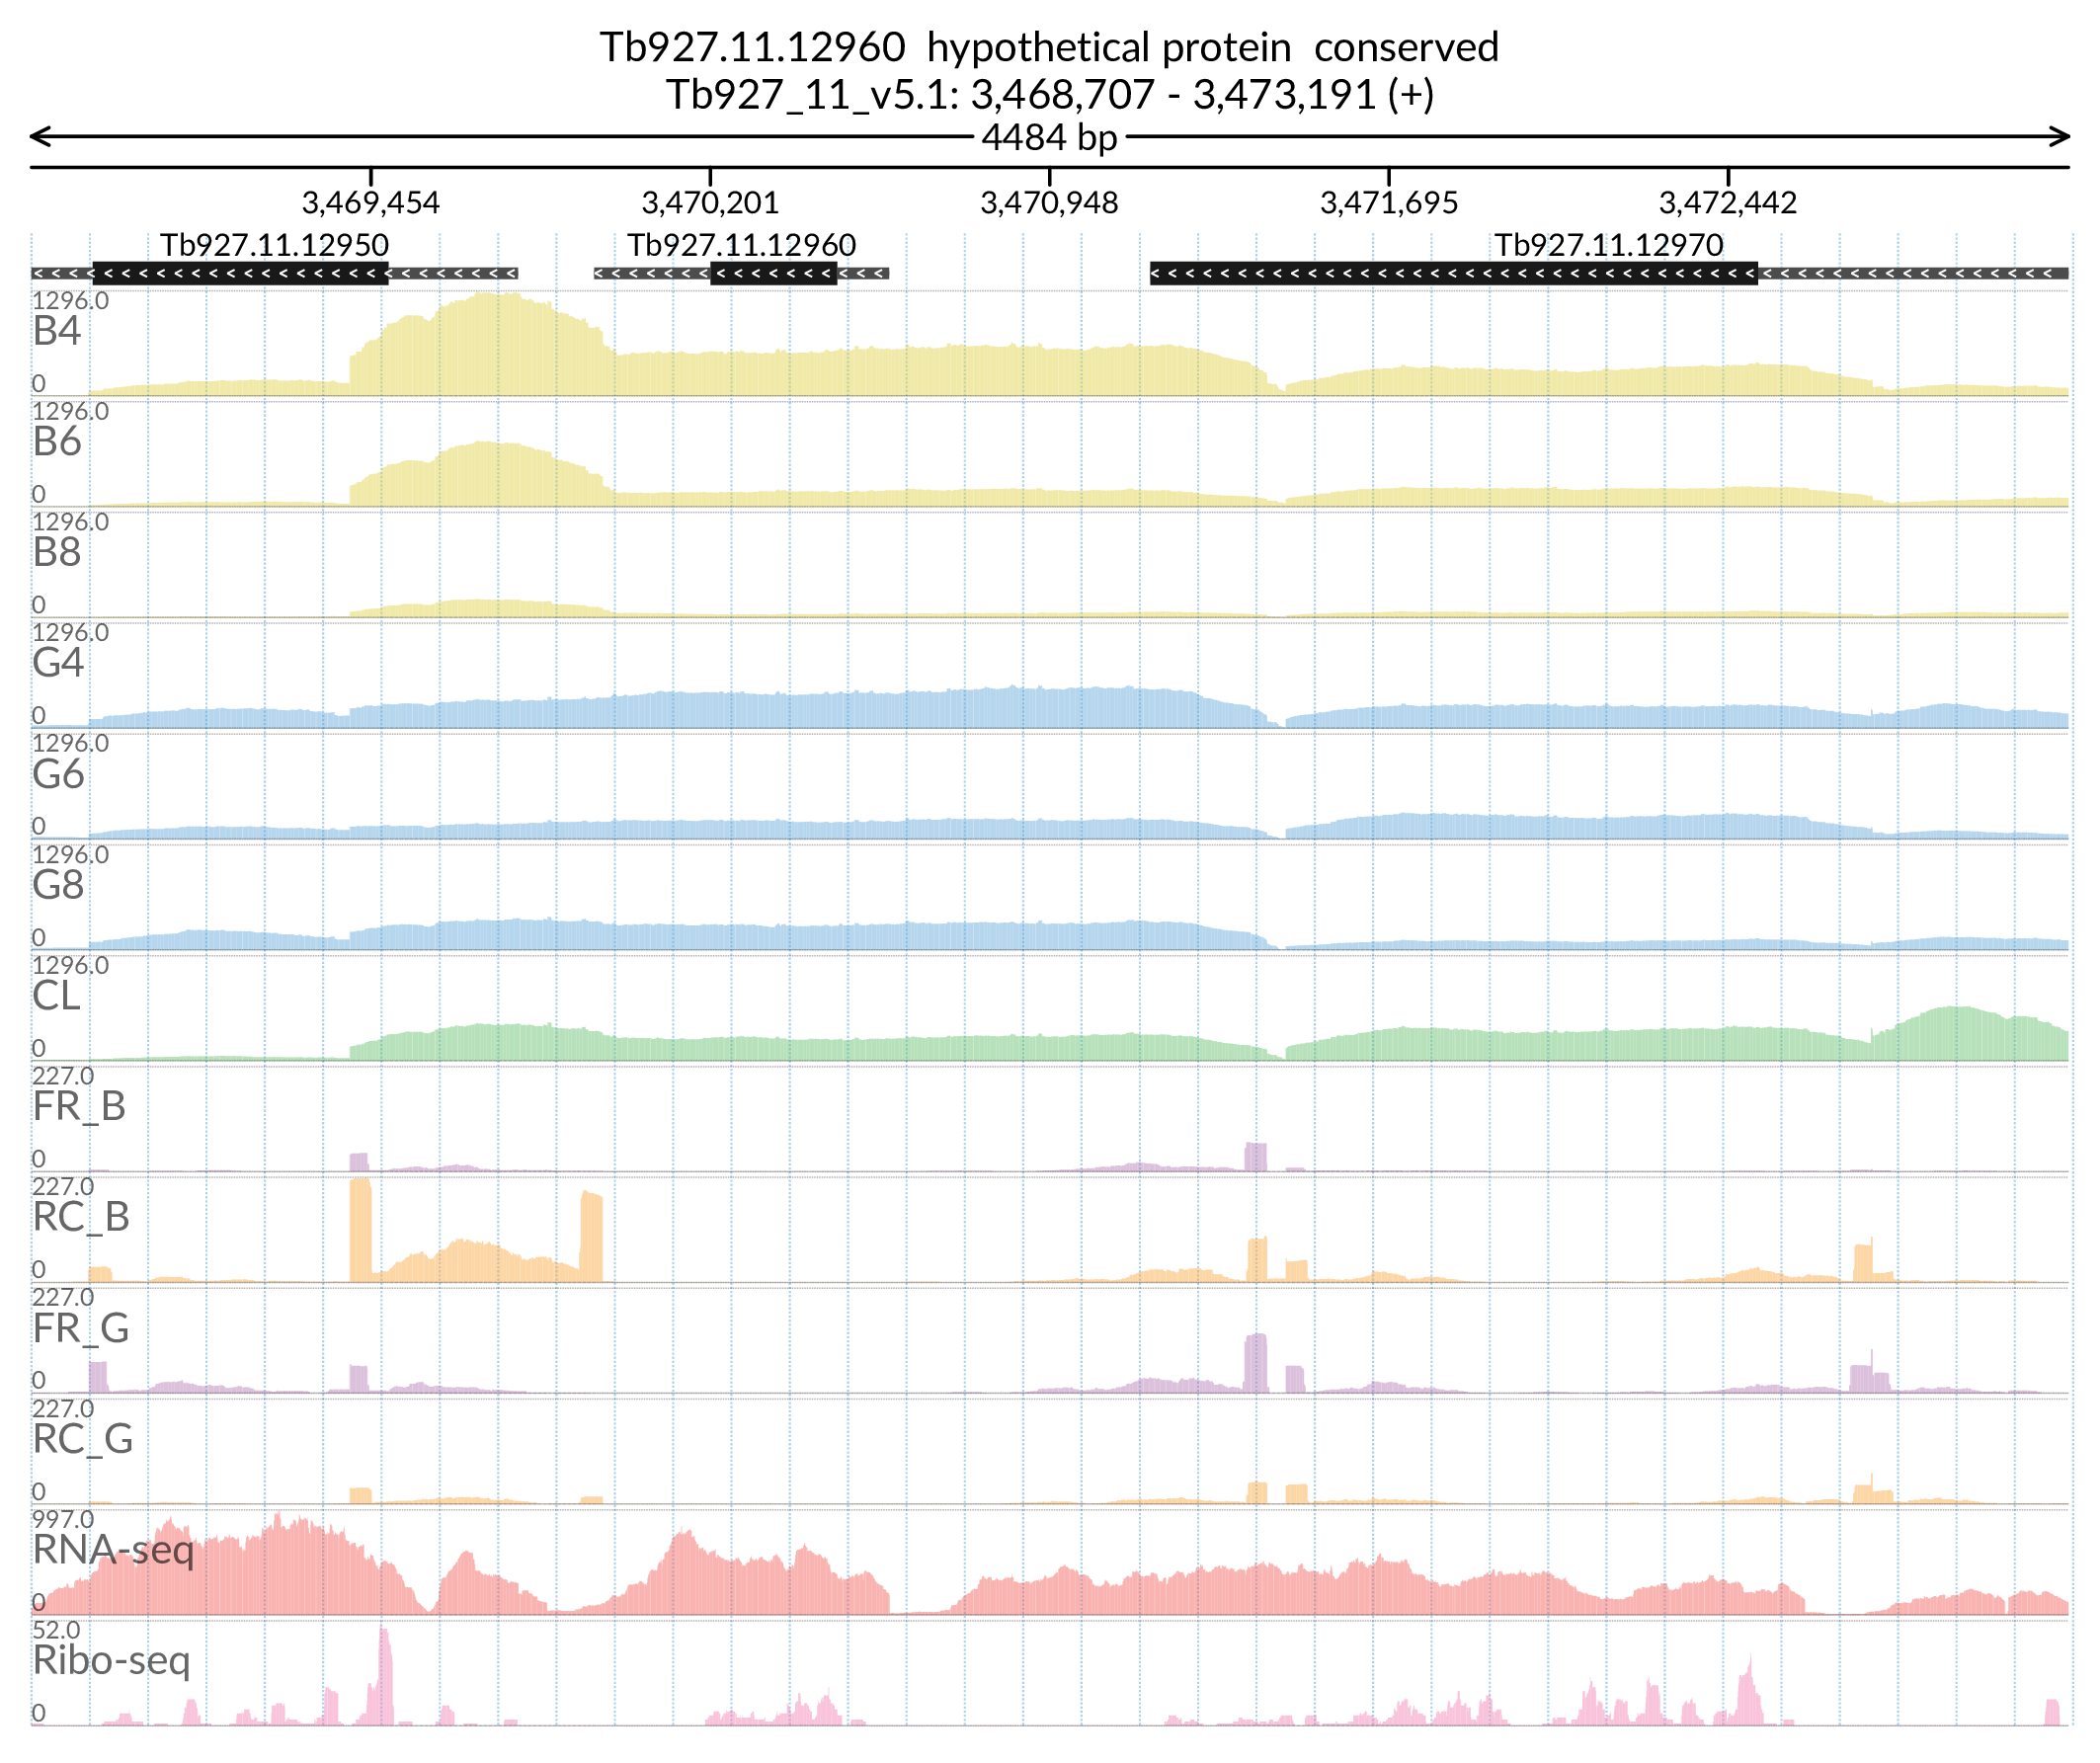 Tb927.11.12960 hypothetical protein conserved
Tb927_11_v5.1: 3,468,707 - 3,473,191 (+)
4484 bp
3,469,454 3,470,201 3,470,948 3,471,695 3,472,442
Tb927.11.12950 Tb927.11.12960 Tb927.11.12970
1296.0
B4
0
1296.0
B6
0
1296.0
B8
0
1296.0
G4
0
1296.0
G6
0
1296.0
G8
0
1296.0
CL
0
227.0
FR_B
0
227.0
RC_B
0
227.0
FR_G
0
227.0
RC_G
0
997.0
RNA-seq
0
52.0
Ribo-seq
0